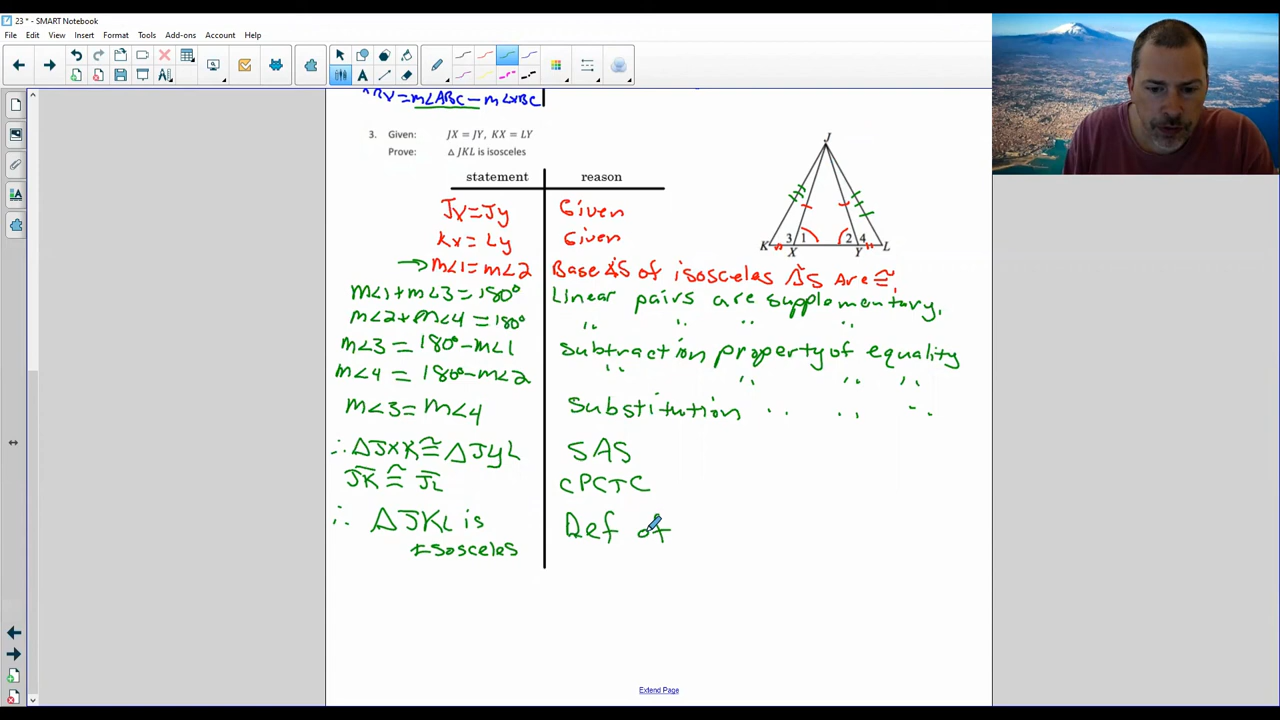 23 * - SMART Notebook
File Edit View Insert Format Tools Add-ons Account Help
= m∠ABC - m∠XBC
3. Given: JX = JY, KX = LY
Prove: △ JKL is isosceles
statement reason
JX = Jy Given
KX = Ly Given
→ m∠1 = m∠2 Base ∠s of isosceles △s Are ≅.
m∠1 + m∠3 = 180° Linear pairs are supplementary.
m∠2 + m∠4 = 180° " " " "
m∠3 = 180° - m∠1 Subtraction property of equality
m∠4 = 180° - m∠2 " " " "
m∠3 = m∠4 Substitution " " "
∴ △JXK ≅ △JyL SAS
JK ≅ JL CPCTC
∴ △JKL is Def of
isosceles
J
K 3 1 2 4 L
X Y
Extend Page